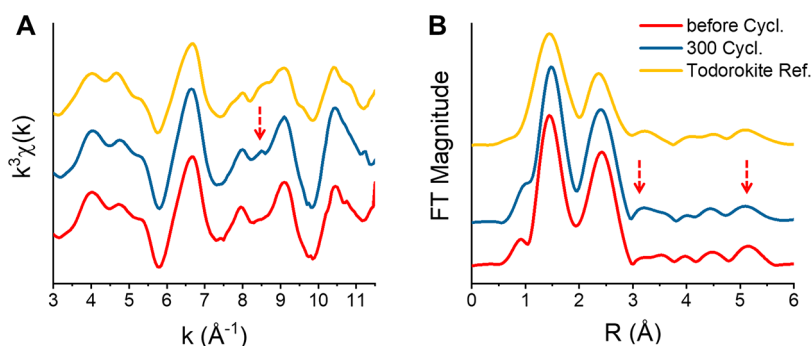 A
k³χ(k)
3 4 5 6 7 8 9 10 11
k (Å⁻¹)
B
before Cycl.
300 Cycl.
Todorokite Ref.
FT Magnitude
0 1 2 3 4 5 6
R (Å)